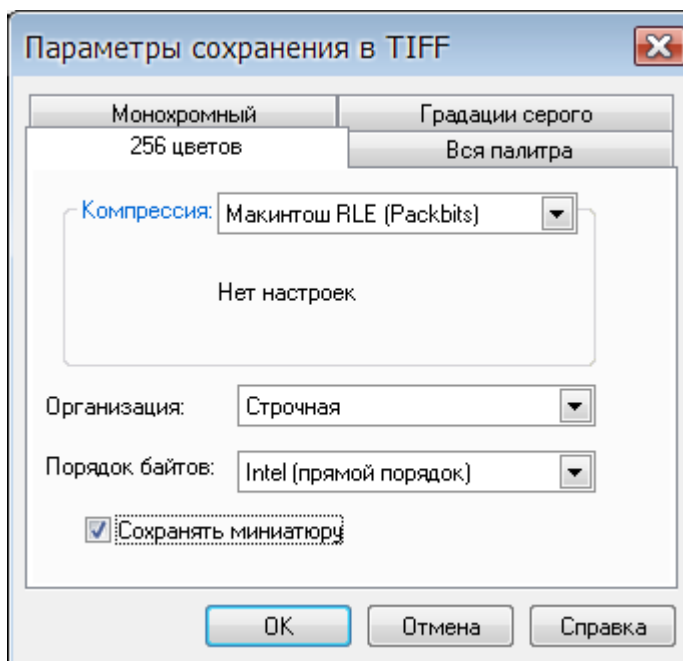 Параметры сохранения в TIFF
Монохромный
Градации серого
256 цветов
Вся палитра
Компрессия: Макинтош RLE (Packbits)
Нет настроек
Организация: Строчная
Порядок байтов: Intel (прямой порядок)
Сохранять миниатюру
OK
Отмена
Справка